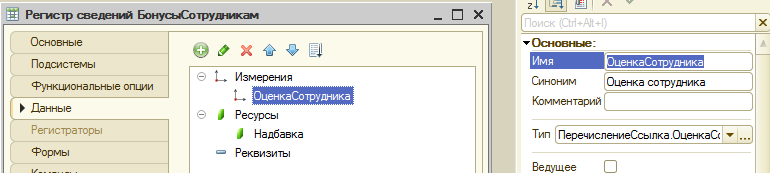 Регистр сведений БонусыСотрудникам
Основные
Подсистемы
Функциональные опции
Данные
Регистраторы
Формы
Измерения
ОценкаСотрудника
Ресурсы
Надбавка
Реквизиты
Поиск (Ctrl+Alt+I)
Основные:
Имя ОценкаСотрудника
Синоним Оценка сотрудника
Комментарий
Тип ПеречислениеСсылка.ОценкаСо ...
Ведущее